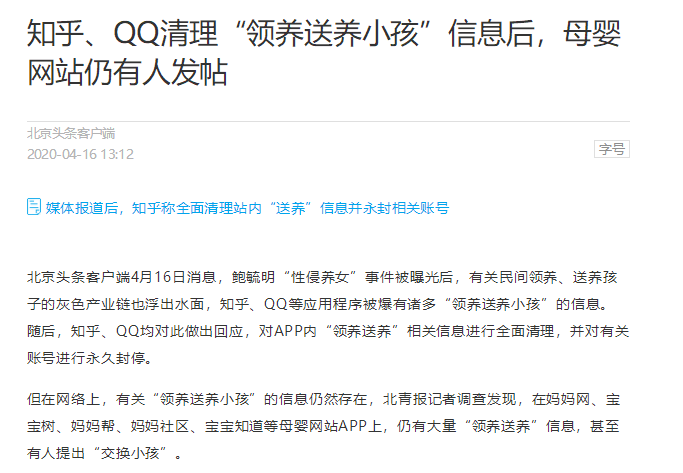 知乎、QQ清理“领养送养小孩”信息后，母婴
网站仍有人发帖
北京头条客户端
2020-04-16 13:12
字号
媒体报道后，知乎称全面清理站内“送养”信息并永封相关账号
北京头条客户端4月16日消息，鲍毓明“性侵养女”事件被曝光后，有关民间领养、送养孩
子的灰色产业链也浮出水面，知乎、QQ等应用程序被爆有诸多“领养送养小孩”的信息。
随后，知乎、QQ均对此做出回应，对APP内“领养送养”相关信息进行全面清理，并对有关
账号进行永久封停。
但在网络上，有关“领养送养小孩”的信息仍然存在，北青报记者调查发现，在妈妈网、宝
宝树、妈妈帮、妈妈社区、宝宝知道等母婴网站APP上，仍有大量“领养送养”信息，甚至
有人提出“交换小孩”。